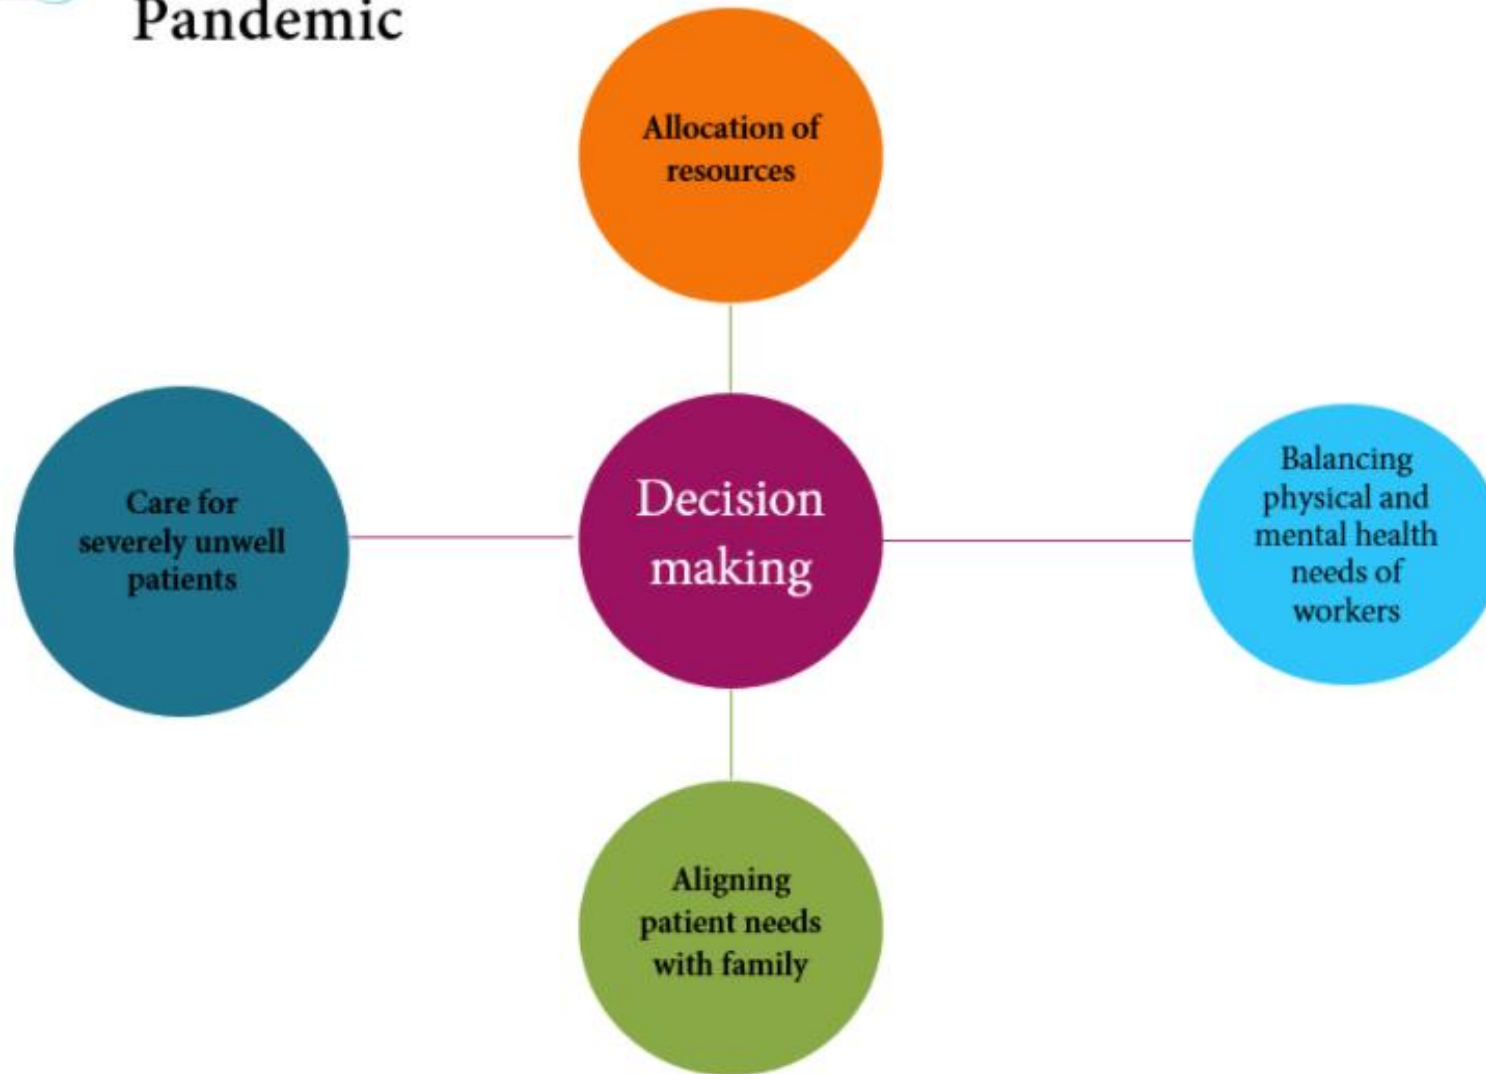 Pandemic
Allocation of
resources
Care for
severely unwell
patients
Decision
making
Balancing
physical and
mental health
needs of
workers
Aligning
patient needs
with family